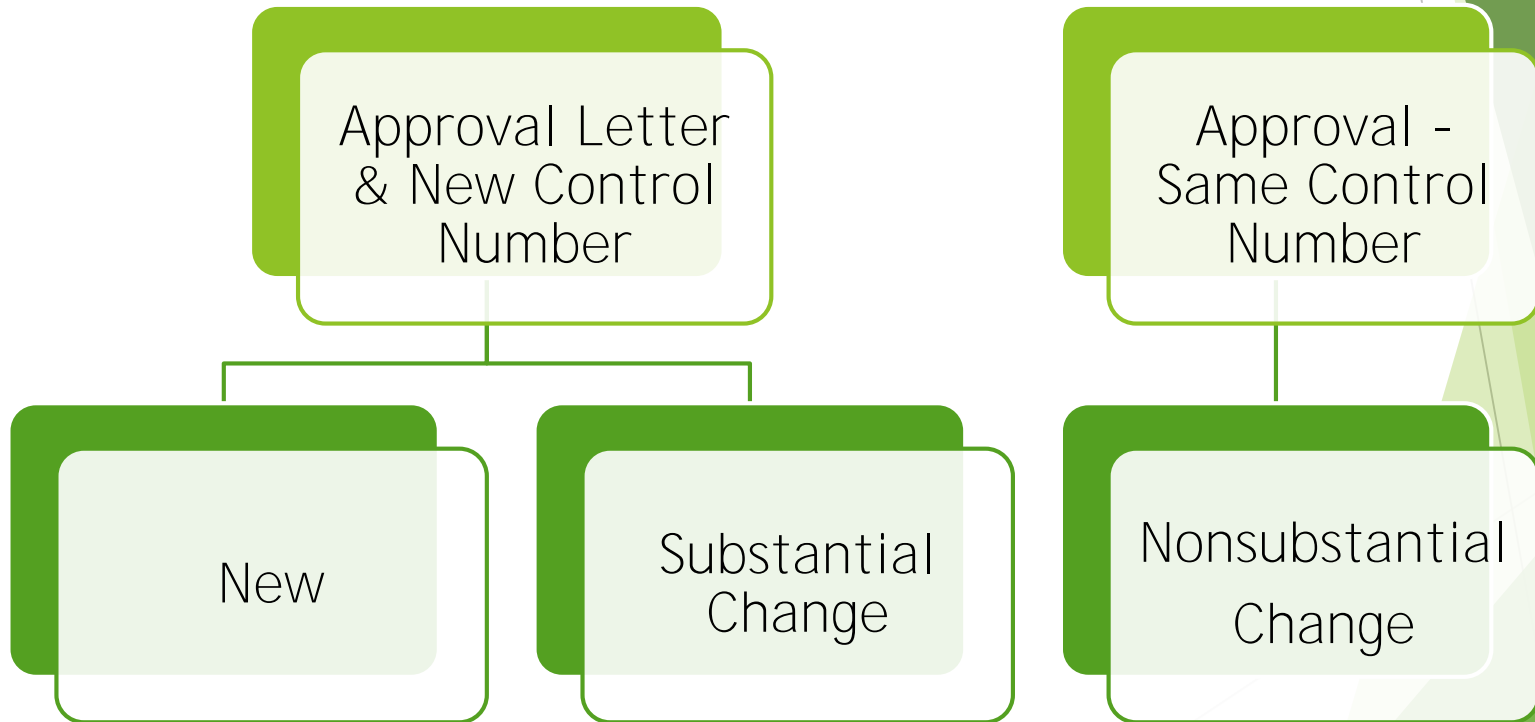 Approval Letter
& New Control
Number
Approval -
Same Control
Number
New
Substantial
Change
Nonsubstantial
Change